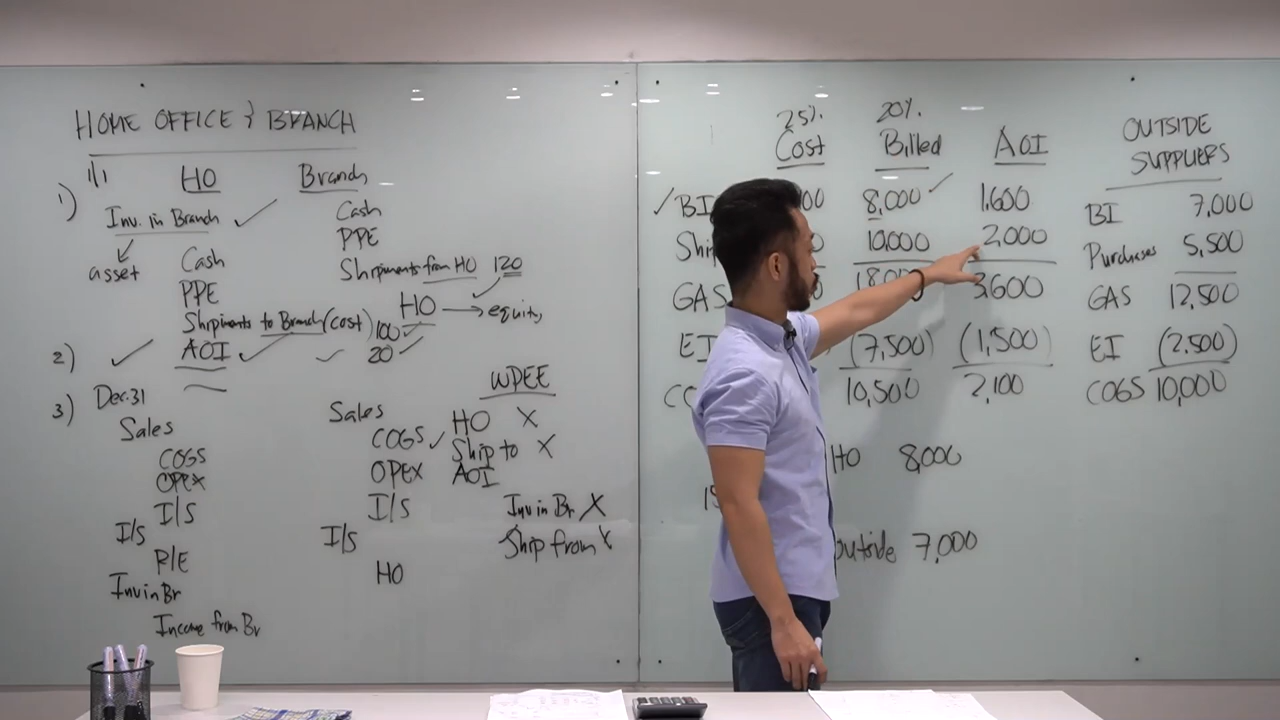 HOME OFICE & BRANCH
1/1 HO Branch
1) Inv. in Branch ✓ Cash
asset Cash PPE
PPE Shipments from HO 120
Shipments to Branch (cost) 100 HO → equity
2) ✓ AOI ✓ 20 ✓
3) Dec. 31 WPEE
Sales Sales HO X
COGS COGS ✓ Ship to X
OPEX OPEX AOI
I/S I/S Inv in Br X
I/S I/S Ship from X
R/E HO
Inv in Br
Income from Br
25% 20%
Cost Billed AOI
✓ BI 8,000 ✓ 1,600
10,000 2,000
GAS 3,600
EI (7,500) (1,500)
10,500 2,100
HO 8,000
outside 7,000
OUTSIDE
SUPPLIERS
BI 7,000
Purchases 5,500
GAS 12,500
EI (2,500)
COGS 10,000